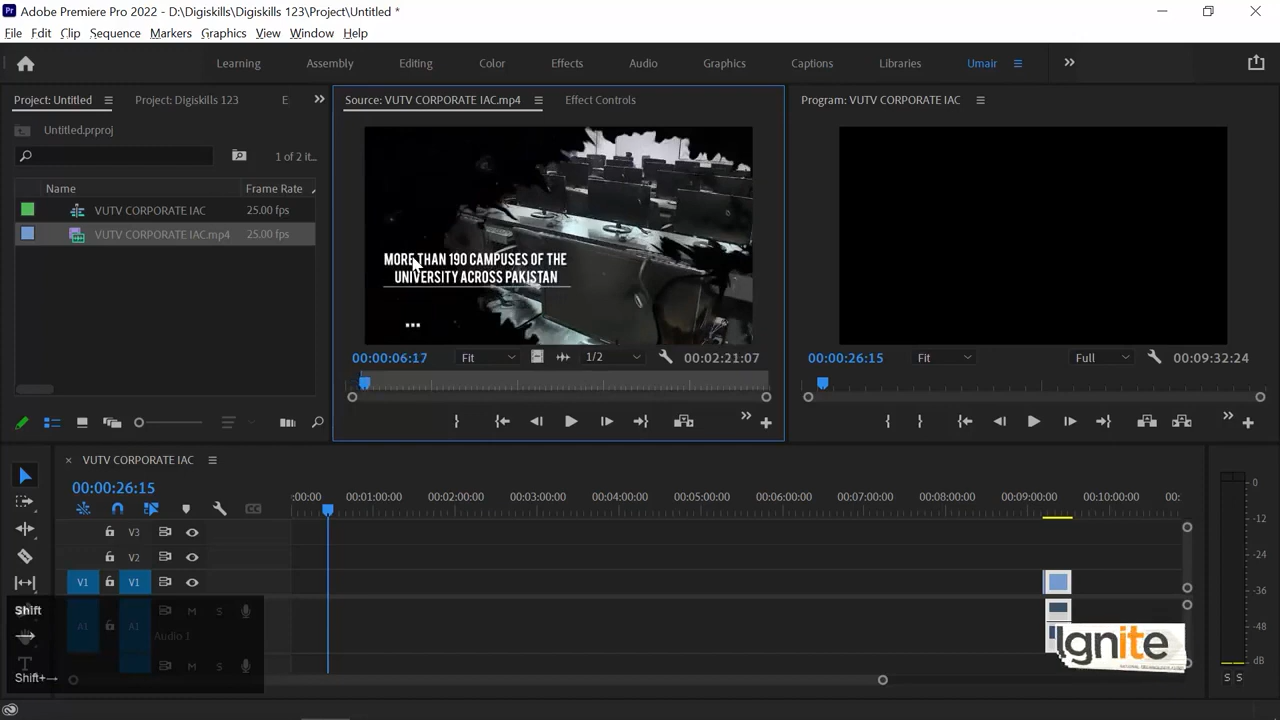 Adobe Premiere Pro 2022 - D:\Digiskills\Digiskills 123\Project\Untitled *
File Edit Clip Sequence Markers Graphics View Window Help
Learning Assembly Editing Color Effects Audio Graphics Captions Libraries Umair
Project: Untitled Project: Digiskills 123 E
Source: VUTV CORPORATE IAC.mp4 Effect Controls
Program: VUTV CORPORATE IAC
Untitled.prproj
1 of 2 it...
Name Frame Rate
VUTV CORPORATE IAC 25.00 fps
VUTV CORPORATE IAC.mp4 25.00 fps
MORE THAN 190 CAMPUSES OF THE
UNIVERSITY ACROSS PAKISTAN
00:00:06:17 Fit 1/2 00:02:21:07
00:00:26:15 Fit Full 00:09:32:24
VUTV CORPORATE IAC
00:00:26:15
:00:00 00:01:00:00 00:02:00:00 00:03:00:00 00:04:00:00 00:05:00:00 00:06:00:00 00:07:00:00 00:08:00:00 00:09:00:00 00:10:00:00 00:
V3
V2
V1 V1
A1 A1 M S
Audio 1
M S
Shift
Shift+→
Ignite
0
-12
-24
-36
-48
dB
S S